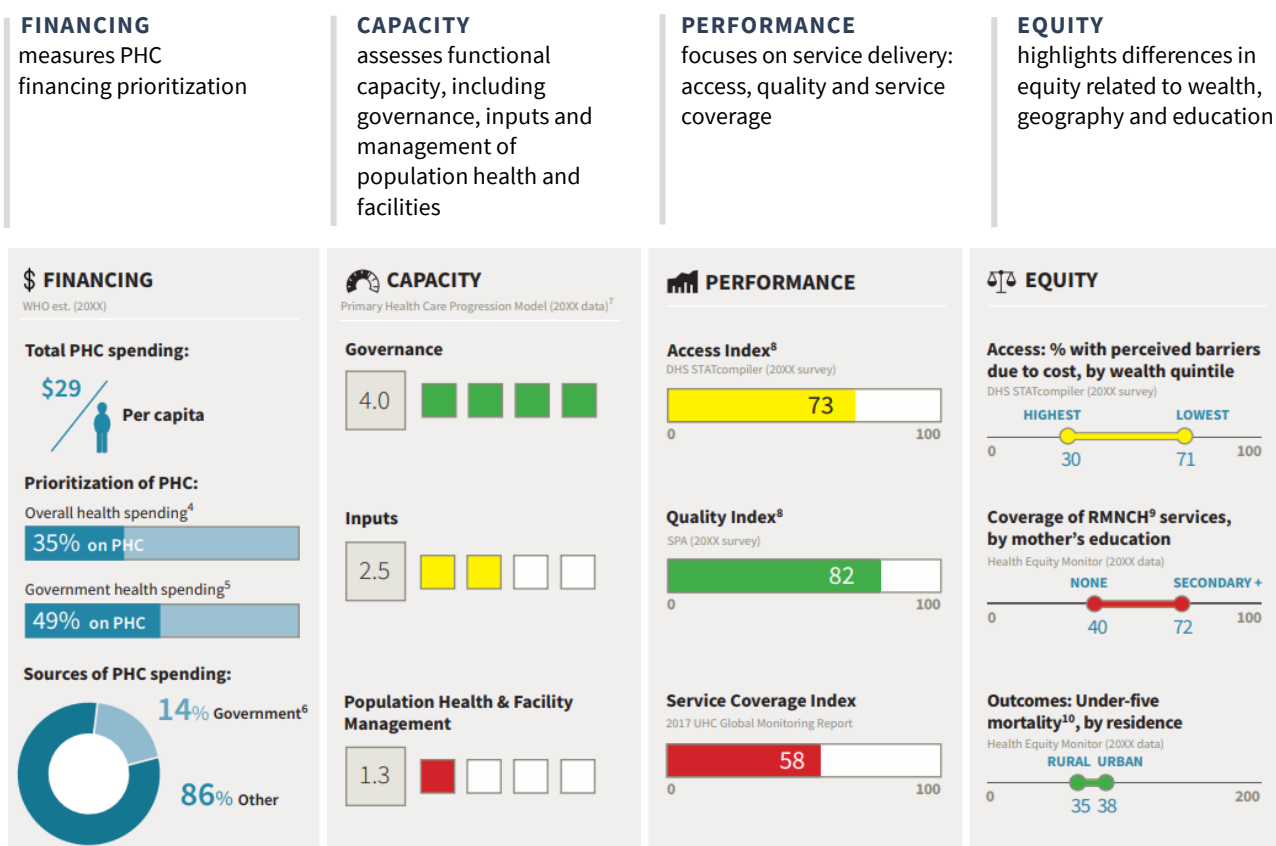 FINANCING
measures PHC
financing prioritization
CAPACITY
assesses functional
capacity, including
governance, inputs and
management of
population health and
facilities
PERFORMANCE
focuses on service delivery:
access, quality and service
coverage
EQUITY
highlights differences in
equity related to wealth,
geography and education
$ FINANCING
WHO est. (20XX)
Total PHC spending:
$29
Per capita
Prioritization of PHC:
Overall health spending4
35% on PHC
Government health spending5
49% on PHC
Sources of PHC spending:
14% Government6
86% Other
CAPACITY
Primary Health Care Progression Model (20XX data)7
Governance
4.0
Inputs
2.5
Population Health & Facility
Management
1.3
PERFORMANCE
Access Index8
DHS STATcompiler (20XX survey)
73
0 100
Quality Index8
SPA (20XX survey)
82
0 100
Service Coverage Index
2017 UHC Global Monitoring Report
58
0 100
EQUITY
Access: % with perceived barriers
due to cost, by wealth quintile
DHS STATcompiler (20XX survey)
HIGHEST LOWEST
0 100
30 71
Coverage of RMNCH9 services,
by mother's education
Health Equity Monitor (20XX data)
NONE SECONDARY +
0 100
40 72
Outcomes: Under-five
mortality10, by residence
Health Equity Monitor (20XX data)
RURAL URBAN
0 200
35 38